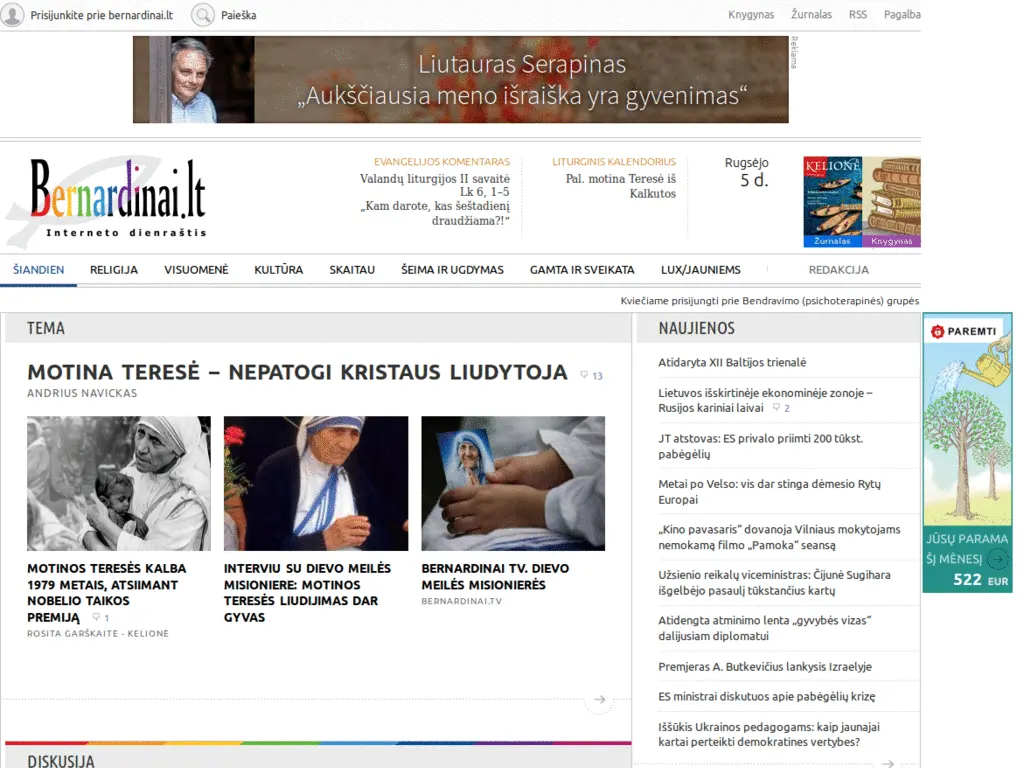 Prisijunkite prie bernardinai.lt
Paieška
Knygynas
Žurnalas
RSS
Pagalba
Liutauras Serapinas
„Aukščiausia meno išraiška yra gyvenimas“
Reklama
Bernardinai.lt
Interneto dienraštis
EVANGELIJOS KOMENTARAS
Valandų liturgijos II savaitė
Lk 6, 1–5
„Kam darote, kas šeštadienį
draudžiama?!“
LITURGINIS KALENDORIUS
Pal. motina Teresė iš
Kalkutos
Rugsėjo
5 d.
KELIONĖ
Žurnalas
Knygynas
ŠIANDIEN
RELIGIJA
VISUOMENĖ
KULTŪRA
SKAITAU
ŠEIMA IR UGDYMAS
GAMTA IR SVEIKATA
LUX/JAUNIEMS
REDAKCIJA
Kviečiame prisijungti prie Bendravimo (psichoterapinės) grupės
TEMA
MOTINA TERESĖ – NEPATOGI KRISTAUS LIUDYTOJA 13
ANDRIUS NAVICKAS
MOTINOS TERESĖS KALBA
1979 METAIS, ATSIIMANT
NOBELIO TAIKOS
PREMIJĄ 1
ROSITA GARŠKAITE - KELIONĖ
INTERVIU SU DIEVO MEILĖS
MISIONIERE: MOTINOS
TERESĖS LIUDIJIMAS DAR
GYVAS
BERNARDINAI TV. DIEVO
MEILĖS MISIONIERĖS
BERNARDINAI.TV
DISKUSIJA
NAUJIENOS
Atidaryta XII Baltijos trienalė
Lietuvos išskirtinėje ekonominėje zonoje –
Rusijos kariniai laivai 2
JT atstovas: ES privalo priimti 200 tūkst.
pabėgėlių
Metai po Velso: vis dar stinga dėmesio Rytų
Europai
„Kino pavasaris“ dovanoja Vilniaus mokytojams
nemokamą filmo „Pamoka“ seansą
Užsienio reikalų viceministras: Čijunė Sugihara
išgelbėjo pasaulį tūkstančius kartų
Atidengta atminimo lenta „gyvybės vizas“
dalijusiam diplomatui
Premjeras A. Butkevičius lankysis Izraelyje
ES ministrai diskutuos apie pabėgėlių krizę
Iššūkis Ukrainos pedagogams: kaip jaunajai
kartai perteikti demokratines vertybes?
PAREMTI
JŪSŲ PARAMA
ŠĮ MĖNESĮ
522 EUR